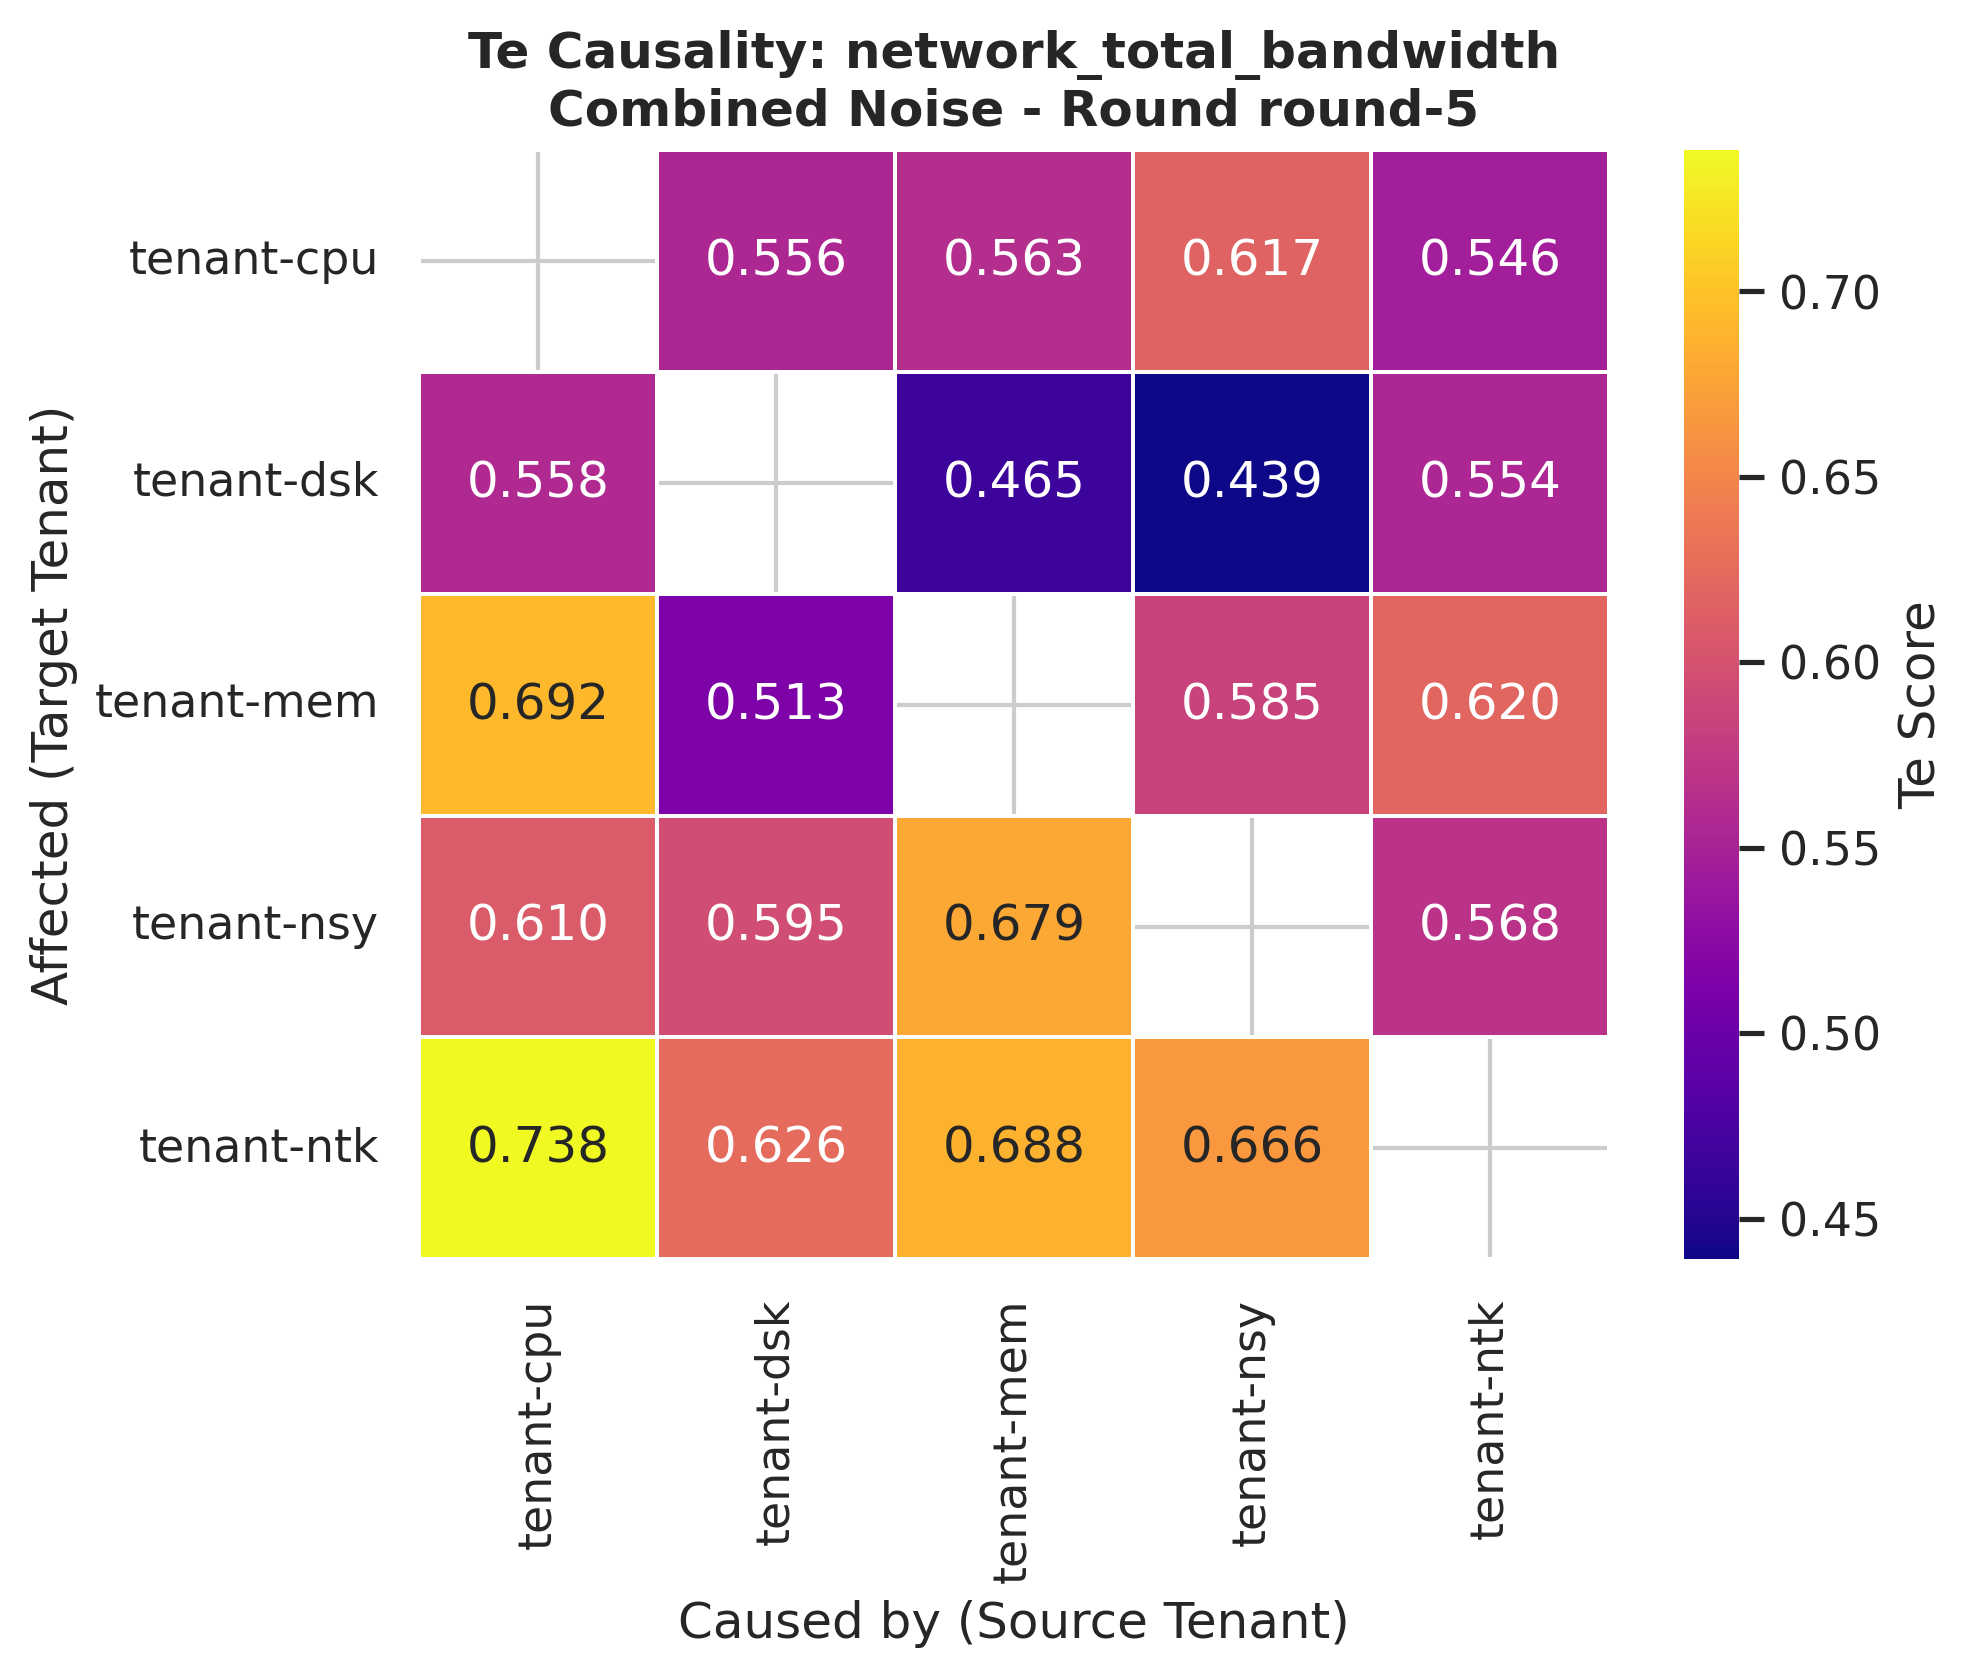 Te Causality: network_total_bandwidth
Combined Noise - Round round-5
Affected (Target Tenant)
tenant-cpu 0.556 0.563 0.617 0.546
tenant-dsk 0.558 0.465 0.439 0.554
tenant-mem 0.692 0.513 0.585 0.620
tenant-nsy 0.610 0.595 0.679 0.568
tenant-ntk 0.738 0.626 0.688 0.666
tenant-cpu
tenant-dsk
tenant-mem
tenant-nsy
tenant-ntk
Caused by (Source Tenant)
0.70
0.65
0.60
0.55
0.50
0.45
Te Score